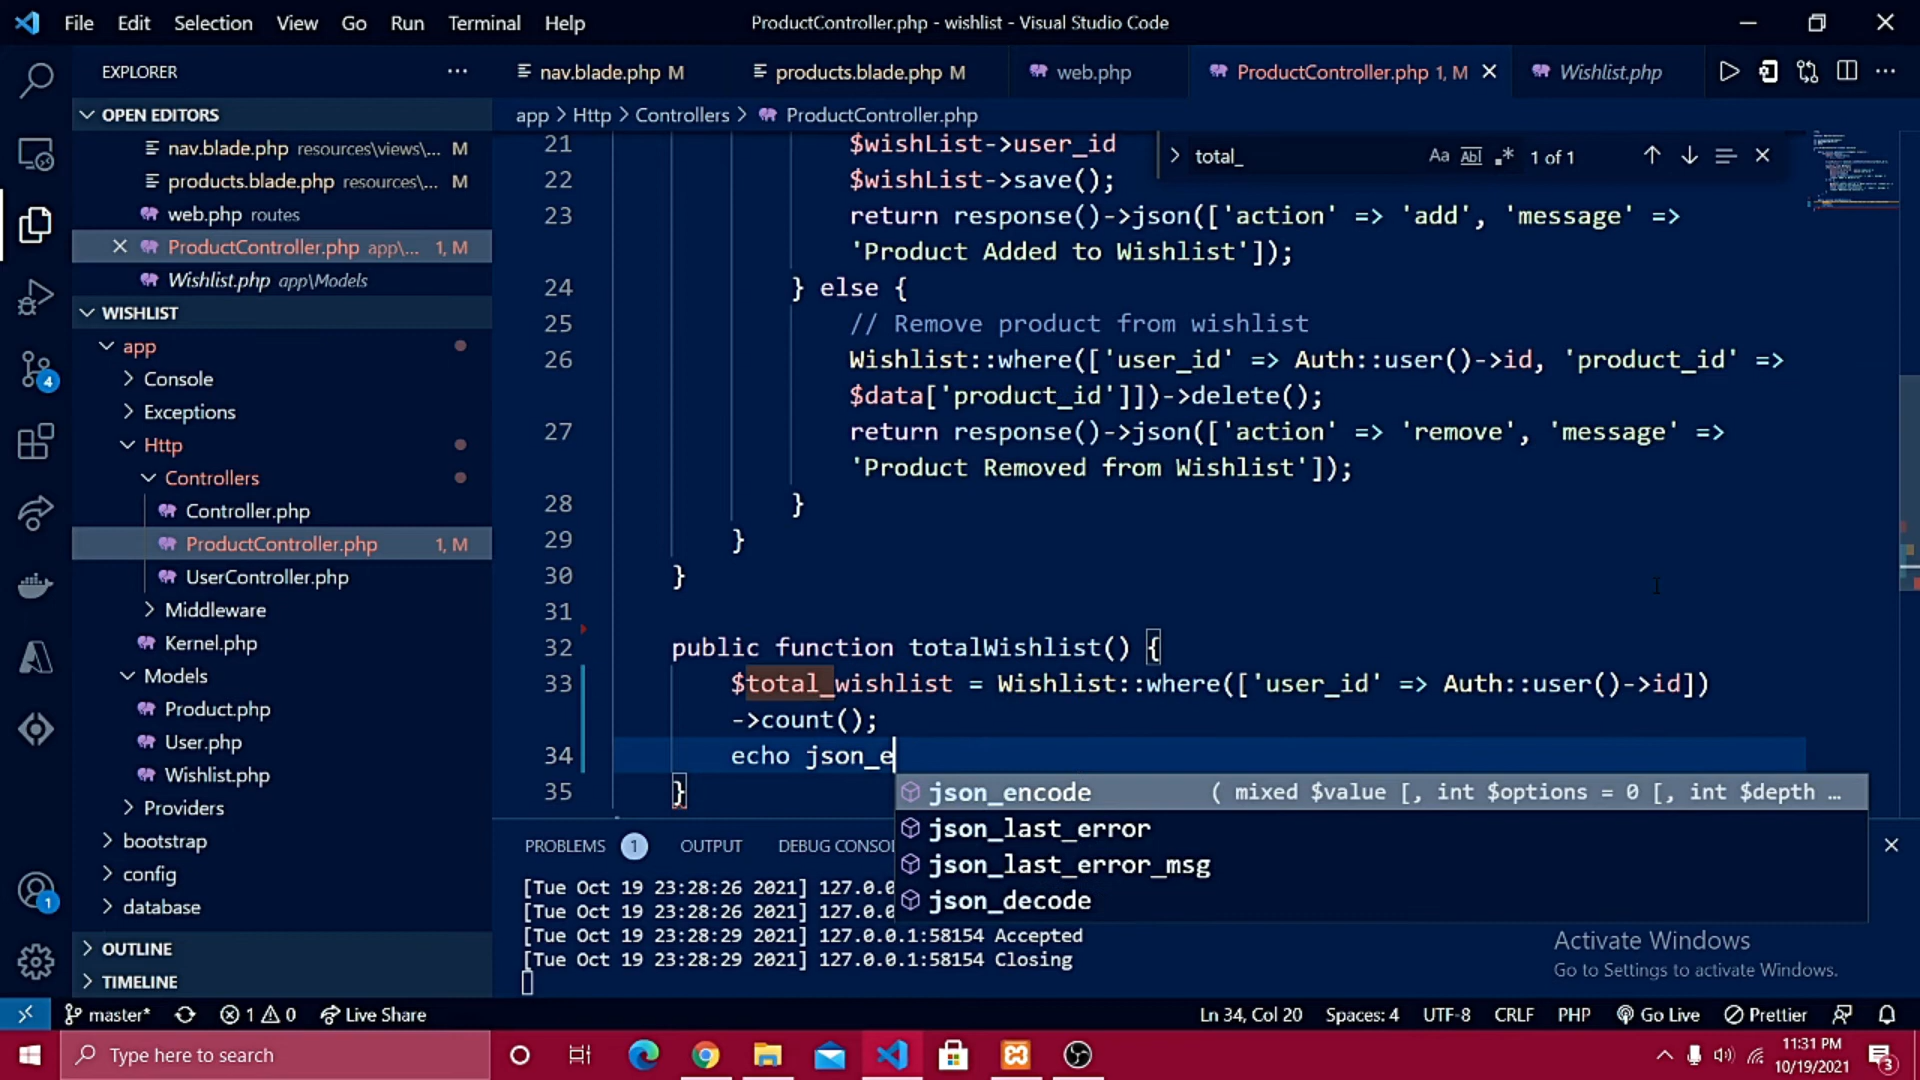 File Edit Selection View Go Run Terminal Help
ProductController.php - wishlist - Visual Studio Code
EXPLORER
nav.blade.php M
products.blade.php M
web.php
ProductController.php 1, M
Wishlist.php
OPEN EDITORS
app > Http > Controllers > ProductController.php
nav.blade.php resources\views\... M
products.blade.php resources\... M
web.php routes
ProductController.php app\... 1, M
Wishlist.php app\Models
WISHLIST
app
Console
Exceptions
Http
Controllers
Controller.php
ProductController.php 1, M
UserController.php
Middleware
Kernel.php
Models
Product.php
User.php
Wishlist.php
Providers
bootstrap
config
database
OUTLINE
TIMELINE
total_ Aa Abl .* 1 of 1
21 $wishList->user_id
22 $wishList->save();
23 return response()->json(['action' => 'add', 'message' =>
'Product Added to Wishlist']);
24 } else {
25 // Remove product from wishlist
26 Wishlist::where(['user_id' => Auth::user()->id, 'product_id' =>
$data['product_id']])->delete();
27 return response()->json(['action' => 'remove', 'message' =>
'Product Removed from Wishlist']);
28 }
29 }
30 }
31
32 public function totalWishlist() {
33 $total_wishlist = Wishlist::where(['user_id' => Auth::user()->id])
->count();
34 echo json_e
35 }
json_encode ( mixed $value [, int $options = 0 [, int $depth …
json_last_error
json_last_error_msg
json_decode
PROBLEMS 1 OUTPUT DEBUG CONSOL
[Tue Oct 19 23:28:26 2021] 127.0.0
[Tue Oct 19 23:28:26 2021] 127.0.0
[Tue Oct 19 23:28:29 2021] 127.0.0.1:58154 Accepted
[Tue Oct 19 23:28:29 2021] 127.0.0.1:58154 Closing
Activate Windows
Go to Settings to activate Windows.
4
1
master* 1 0 Live Share
Ln 34, Col 20 Spaces: 4 UTF-8 CRLF PHP Go Live Prettier
Type here to search
11:31 PM
10/19/2021
3